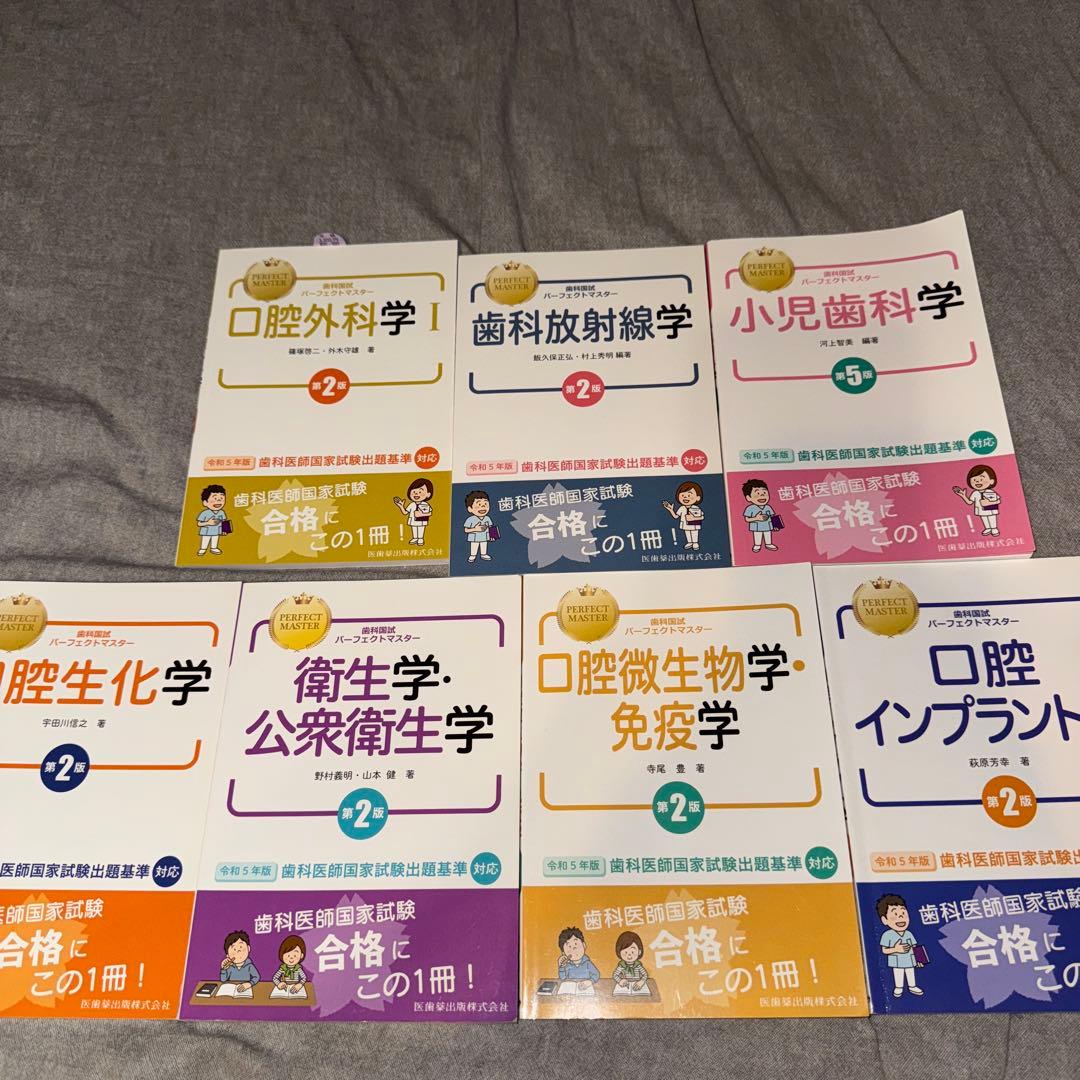 PERFECT
MASTER
歯科国試
パーフェクトマスター
口腔外科学 I
篠塚啓二・外木守雄 著
第2版
令和5年版 歯科医師国家試験出題基準 対応
歯科医師国家試験
合格に
この1冊!
医歯薬出版株式会社
PERFECT
MASTER
歯科国試
パーフェクトマスター
歯科放射線学
飯久保正弘・村上秀明 編著
第2版
令和5年版 歯科医師国家試験出題基準 対応
歯科医師国家試験
合格に
この1冊!
医歯薬出版株式会社
PERFECT
MASTER
歯科国試
パーフェクトマスター
小児歯科学
河上智美 編著
第5版
令和5年版 歯科医師国家試験出題基準 対応
歯科医師国家試験
合格に
この1冊!
医歯薬出版株式会社
PERFECT
MASTER
歯科国試
パーフェクトマスター
口腔生化学
宇田川信之 著
第2版
医師国家試験出題基準 対応
医師国家試験
合格に
この1冊!
医歯薬出版株式会社
PERFECT
MASTER
歯科国試
パーフェクトマスター
衛生学・
公衆衛生学
野村義明・山本 健 著
第2版
令和5年版 歯科医師国家試験出題基準 対応
歯科医師国家試験
合格に
この1冊!
医歯薬出版株式会社
PERFECT
MASTER
歯科国試
パーフェクトマスター
口腔微生物学・
免疫学
寺尾 豊 著
第2版
令和5年版 歯科医師国家試験出題基準 対応
歯科医師国家試験
合格に
この1冊!
医歯薬出版株式会社
PERFECT
MASTER
歯科国試
パーフェクトマスター
口腔
インプラント
萩原芳幸 著
第2版
令和5年版 歯科医師国家試験出
歯科医師国家試験
合格に
この